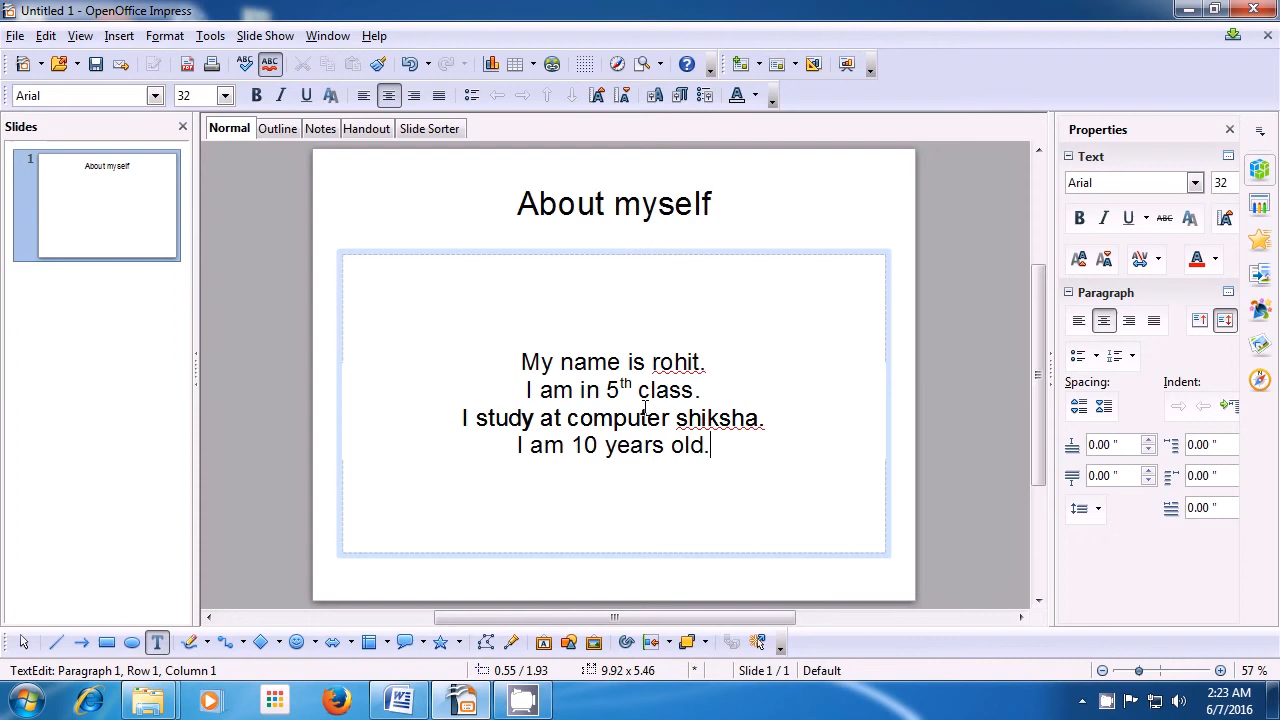 Untitled 1 - OpenOffice Impress
File Edit View Insert Format Tools Slide Show Window Help
Arial 32
Slides
Normal Outline Notes Handout Slide Sorter
Properties
1
About myself
Text
Arial 32
About myself
Paragraph
My name is rohit.
I am in 5th class.
I study at computer shiksha.
I am 10 years old.
Spacing: Indent:
0.00 " 0.00 "
0.00 " 0.00 "
0.00 "
TextEdit: Paragraph 1, Row 1, Column 1 0.55 / 1.93 9.92 x 5.46 * Slide 1 / 1 Default 57 %
2:23 AM
6/7/2016